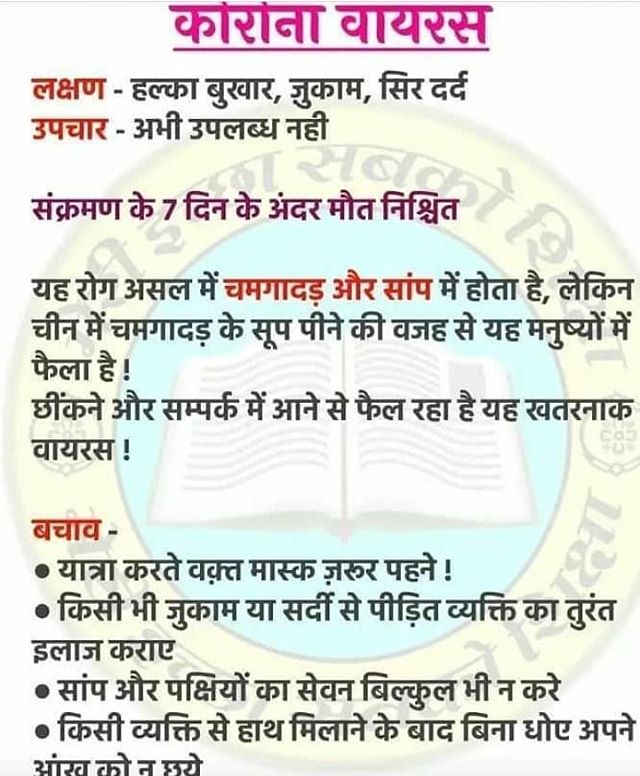 कोरोना वायरस
लक्षण - हल्का बुखार, जुकाम, सिर दर्द
उपचार - अभी उपलब्ध नही
संक्रमण के 7 दिन के अंदर मौत निश्चित
यह रोग असल में चमगादड़ और सांप में होता है, लेकिन
चीन में चमगादड़ के सूप पीने की वजह से यह मनुष्यों में
फैला है !
छींकने और सम्पर्क में आने से फैल रहा है यह खतरनाक
वायरस !
बचाव -
● यात्रा करते वक़्त मास्क ज़रूर पहने !
● किसी भी जुकाम या सर्दी से पीड़ित व्यक्ति का तुरंत
इलाज कराए
● सांप और पक्षियों का सेवन बिल्कुल भी न करे
● किसी व्यक्ति से हाथ मिलाने के बाद बिना धोए अपने
आंख को न छुये